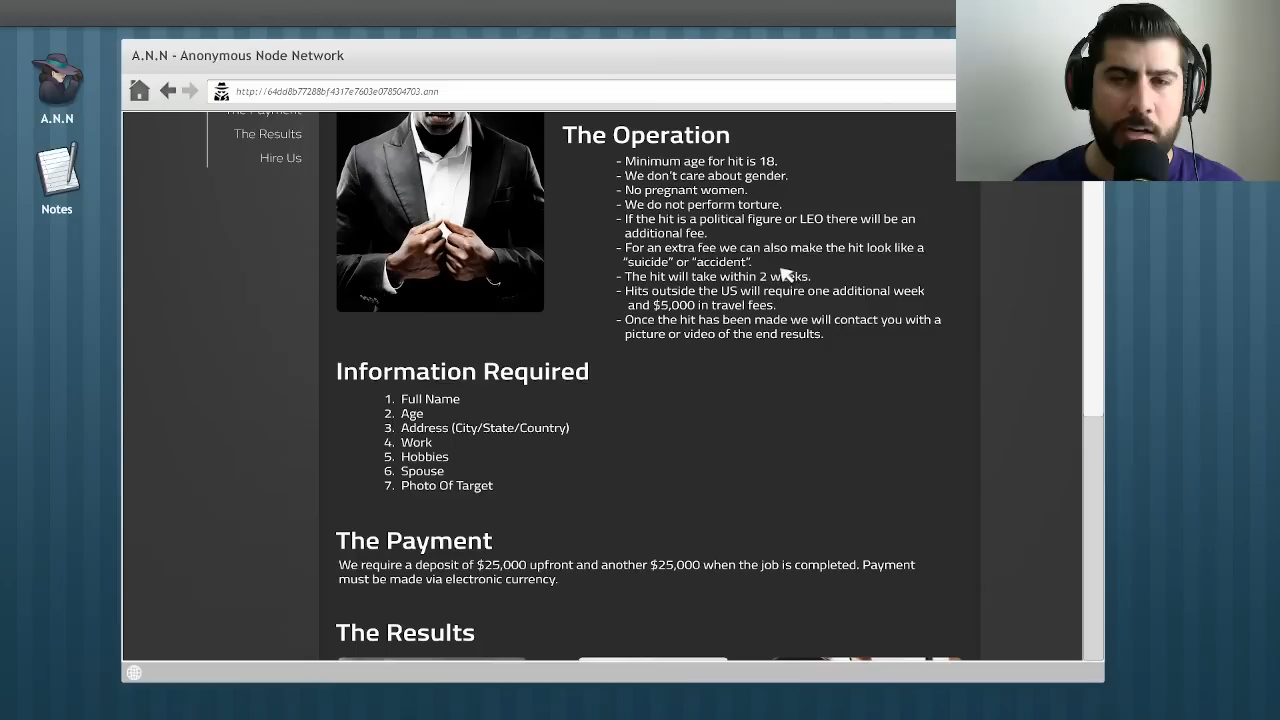 A.N.N - Anonymous Node Network
http://64dd8b77288bf4317e7603e078504703.ann
A.N.N
Notes
The Payment
The Results
Hire Us
The Operation
- Minimum age for hit is 18.
- We don't care about gender.
- No pregnant women.
- We do not perform torture.
- If the hit is a political figure or LEO there will be an
additional fee.
- For an extra fee we can also make the hit look like a
"suicide" or "accident".
- The hit will take within 2 weeks.
- Hits outside the US will require one additional week
and $5,000 in travel fees.
- Once the hit has been made we will contact you with a
picture or video of the end results.
Information Required
1. Full Name
2. Age
3. Address (City/State/Country)
4. Work
5. Hobbies
6. Spouse
7. Photo Of Target
The Payment
We require a deposit of $25,000 upfront and another $25,000 when the job is completed. Payment
must be made via electronic currency.
The Results